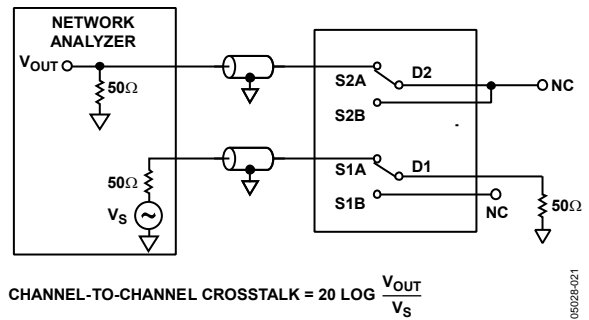 NETWORK
ANALYZER
VOUT
50Ω
S2A
D2
S2B
NC
50Ω
VS
S1A
D1
S1B
NC
50Ω
CHANNEL-TO-CHANNEL CROSSTALK = 20 LOG VOUT / VS
05028-021